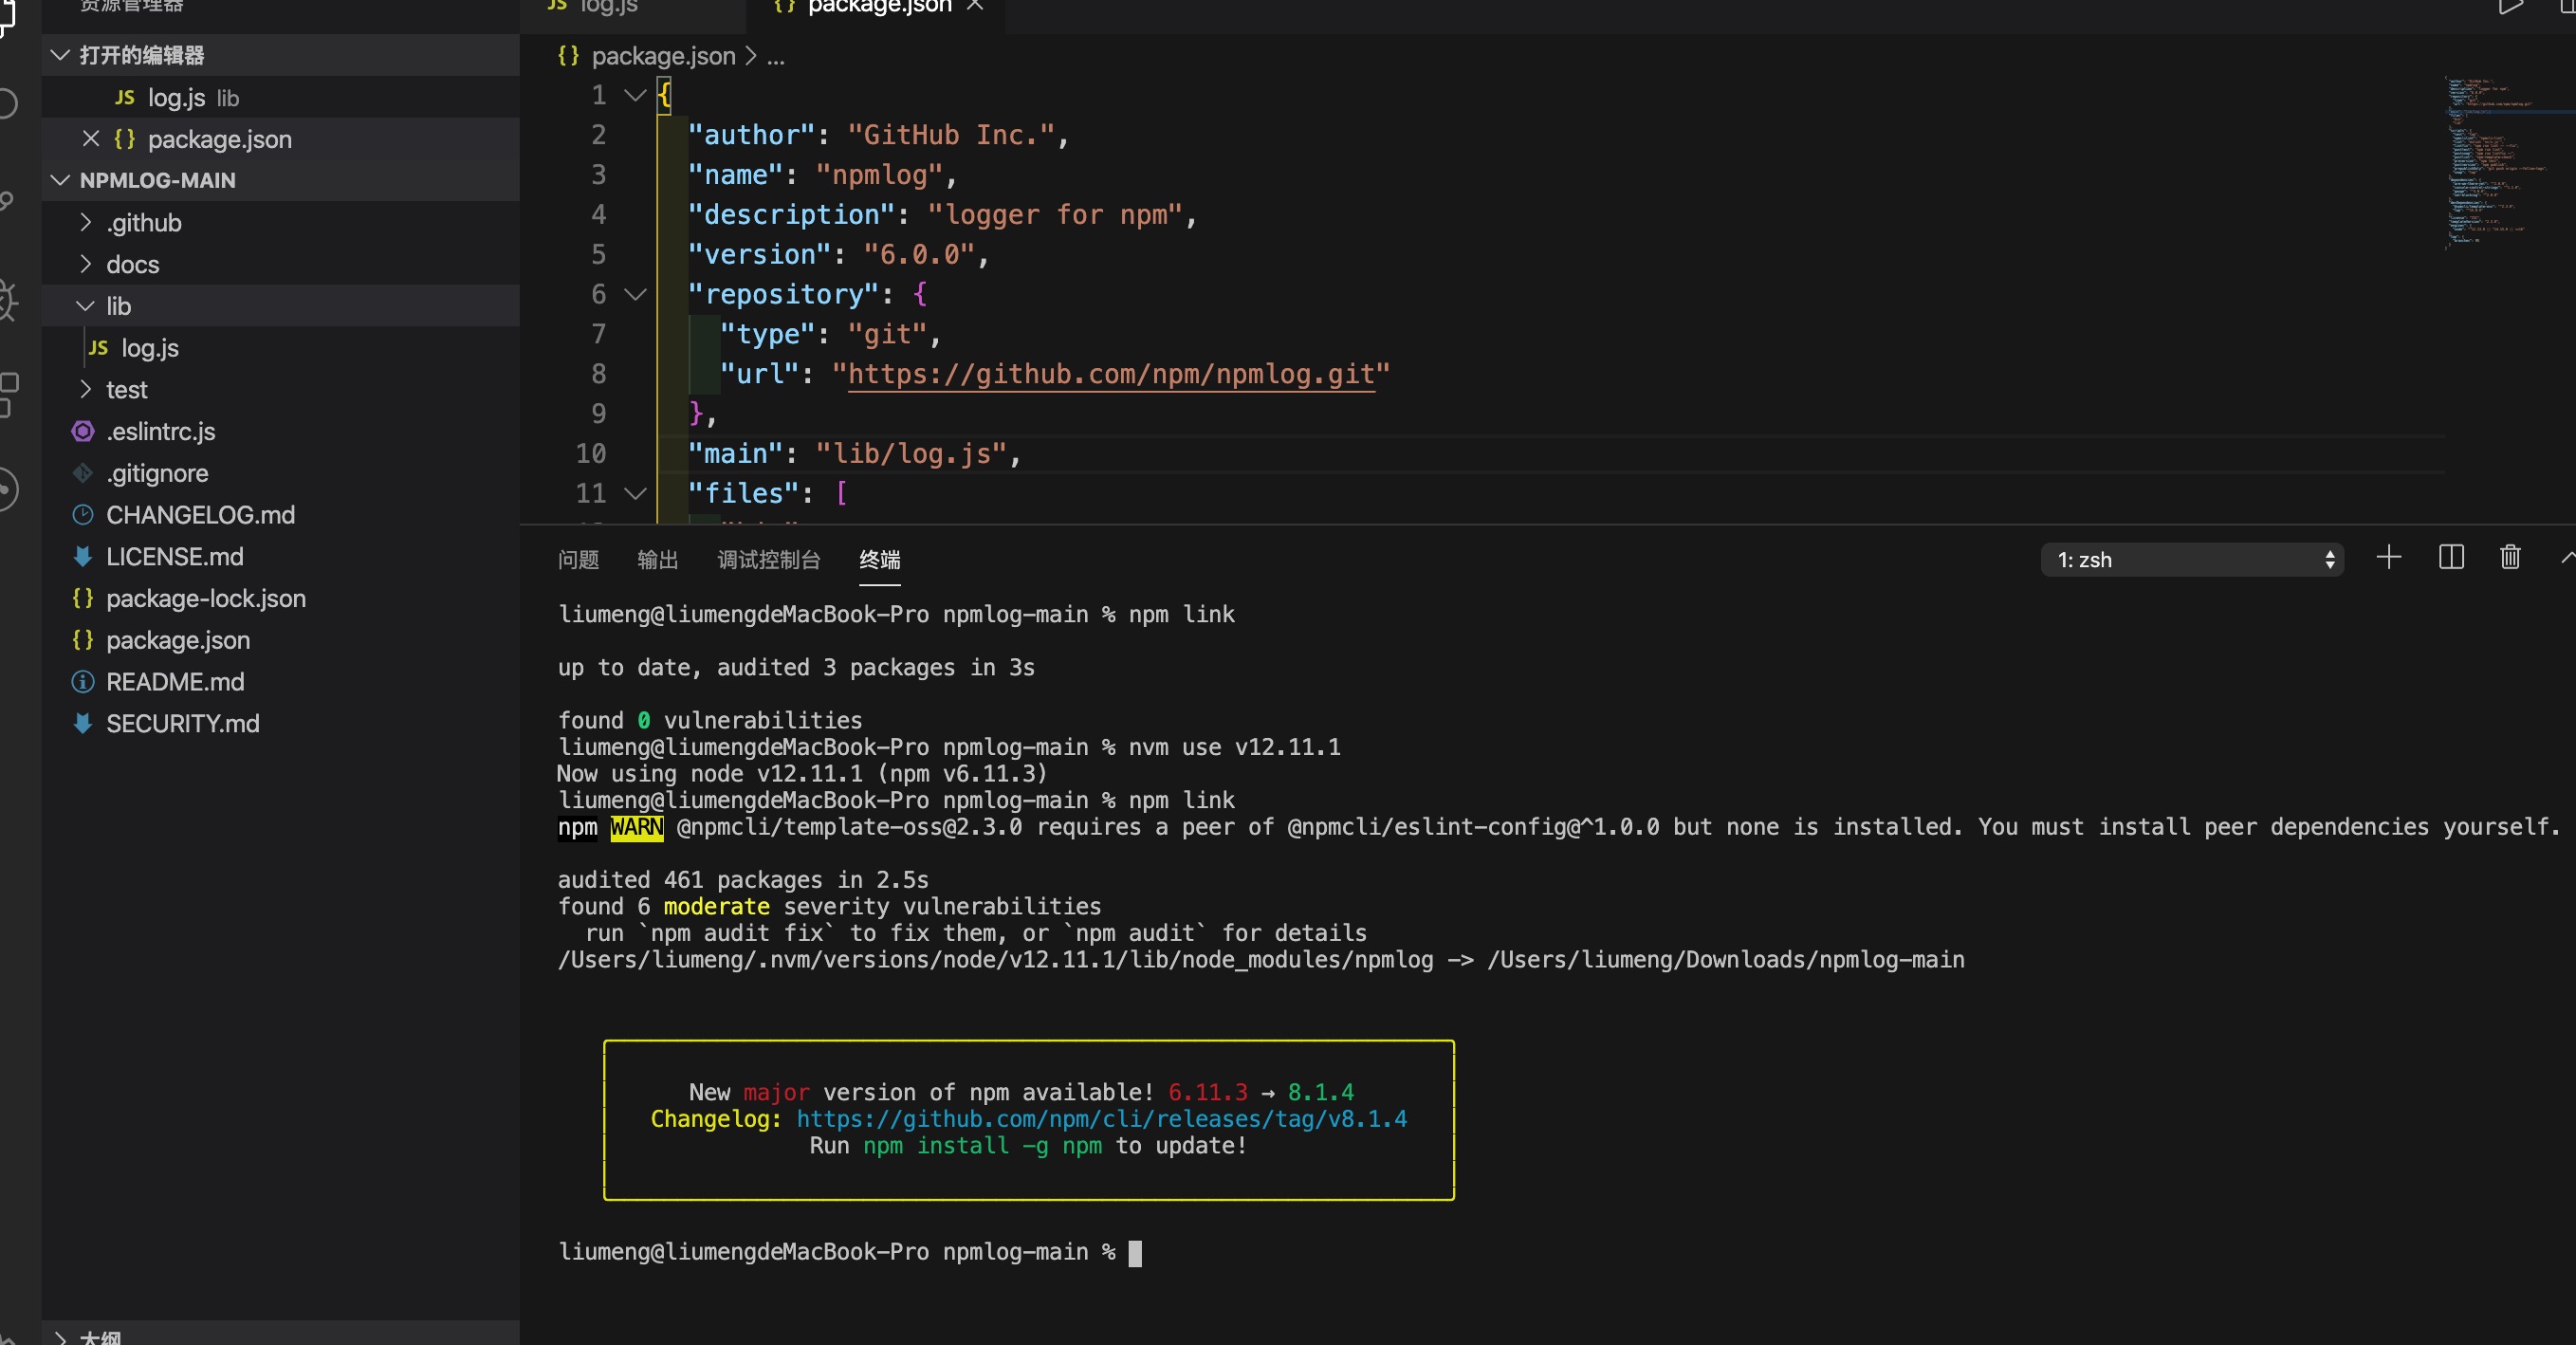 资源管理器
打开的编辑器
JS log.js lib
{} package.json
NPMLOG-MAIN
.github
docs
lib
JS log.js
test
.eslintrc.js
.gitignore
CHANGELOG.md
LICENSE.md
{} package-lock.json
{} package.json
README.md
SECURITY.md
大纲
JS log.js
{} package.json
{} package.json > ...
1 {
2 "author": "GitHub Inc.",
3 "name": "npmlog",
4 "description": "logger for npm",
5 "version": "6.0.0",
6 "repository": {
7 "type": "git",
8 "url": "https://github.com/npm/npmlog.git"
9 },
10 "main": "lib/log.js",
11 "files": [
问题 输出 调试控制台 终端
1: zsh
liumeng@liumengdeMacBook-Pro npmlog-main % npm link
up to date, audited 3 packages in 3s
found 0 vulnerabilities
liumeng@liumengdeMacBook-Pro npmlog-main % nvm use v12.11.1
Now using node v12.11.1 (npm v6.11.3)
liumeng@liumengdeMacBook-Pro npmlog-main % npm link
npm WARN @npmcli/template-oss@2.3.0 requires a peer of @npmcli/eslint-config@^1.0.0 but none is installed. You must install peer dependencies yourself.
audited 461 packages in 2.5s
found 6 moderate severity vulnerabilities
run `npm audit fix` to fix them, or `npm audit` for details
/Users/liumeng/.nvm/versions/node/v12.11.1/lib/node_modules/npmlog -> /Users/liumeng/Downloads/npmlog-main
New major version of npm available! 6.11.3 → 8.1.4
Changelog: https://github.com/npm/cli/releases/tag/v8.1.4
Run npm install -g npm to update!
liumeng@liumengdeMacBook-Pro npmlog-main %